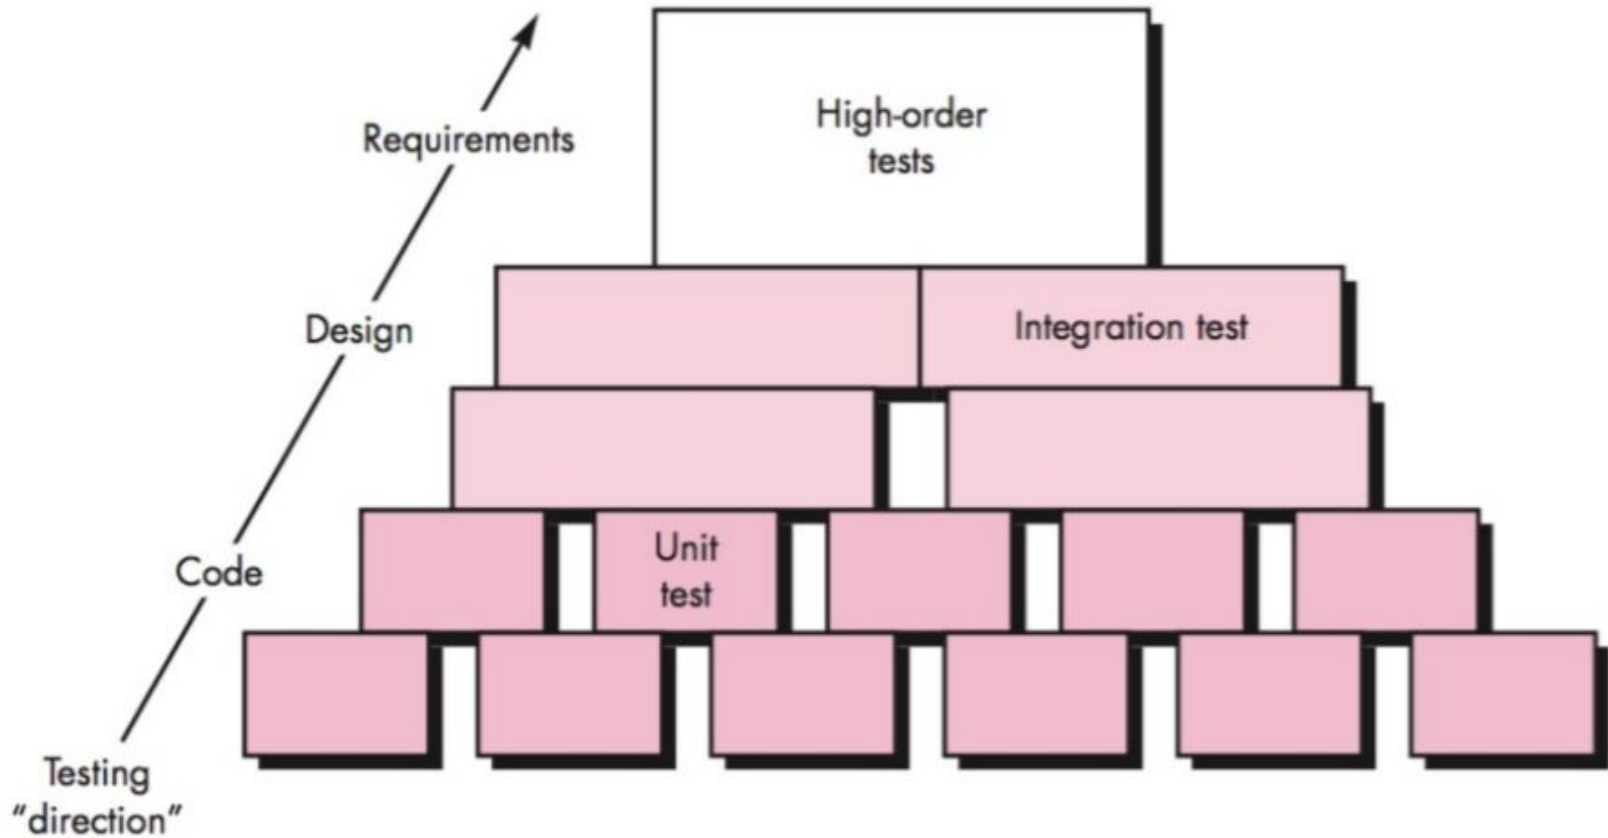 High-order
tests
Requirements
Design
Integration test
Unit
test
Code
Testing
"direction"